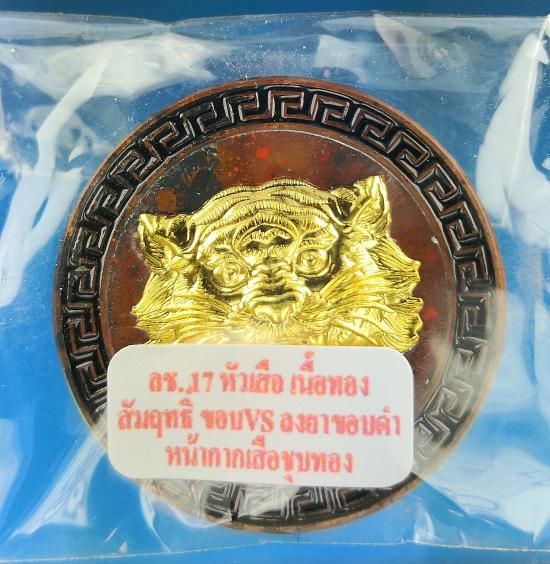 ลช.,17 หัวเสือ เนื้อทอง
สัมฤทธิ์ ขอบVS ลงยาขอบดำ
หน้ากากเสือชุบทอง